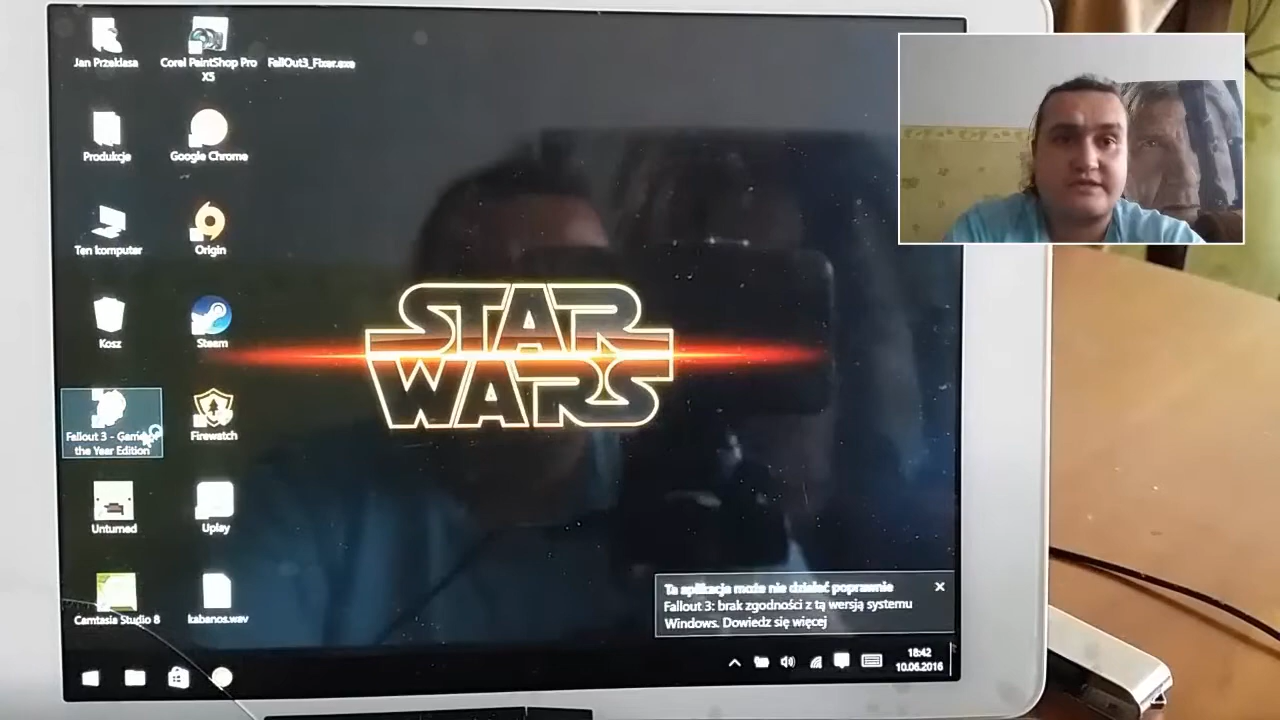 Jan Przeklasa
Corel PaintShop Pro
X5
FallOut3_Fixer.exe
Produkcje
Google Chrome
Ten komputer
Origin
Kosz
Steam
Fallout 3 - Game of
the Year Edition
Firewatch
Unturned
Uplay
Camtasia Studio 8
kabanos.wav
STAR
WARS
Ta aplikacja może nie działać poprawnie
Fallout 3: brak zgodności z tą wersją systemu
Windows. Dowiedz się więcej
18:42
10.06.2016